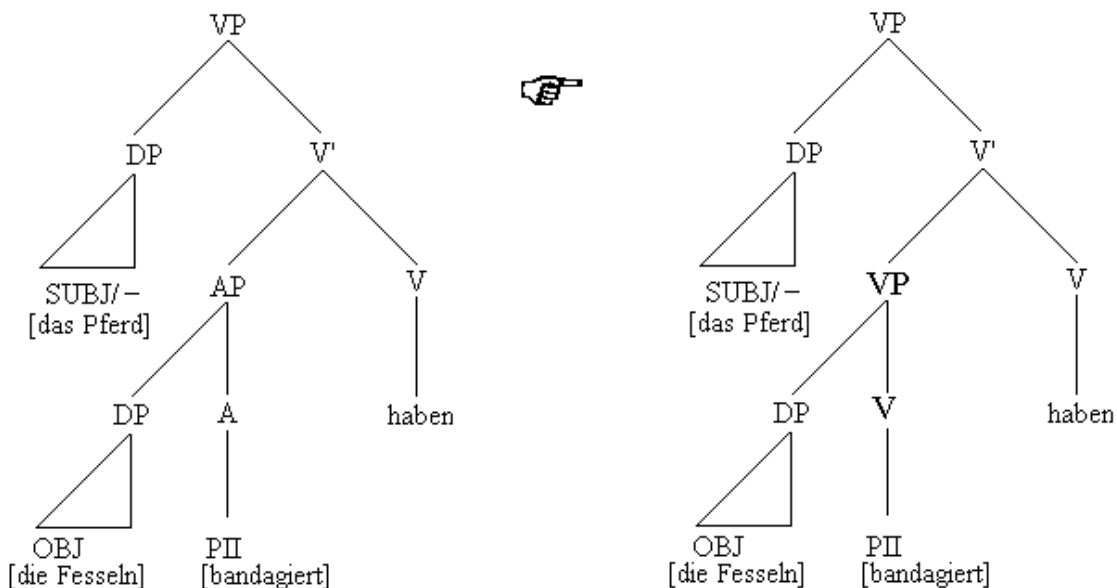 VP VP
DP V' DP V'
SUBJ/ – AP V SUBJ/ – VP V
[das Pferd] [das Pferd]
DP A haben DP V haben
OBJ PII OBJ PII
[die Fesseln] [bandagiert] [die Fesseln] [bandagiert]